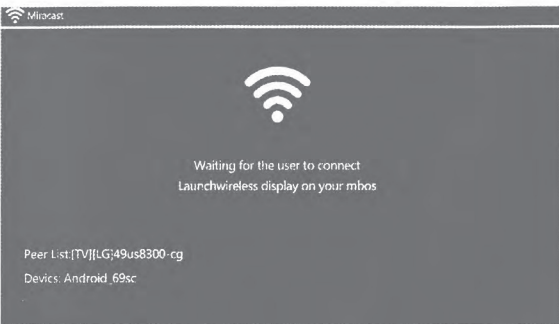 Miracast
Waiting for the user to connect
Launchwireless display on your mbos
Peer List:[TV][LG]49us8300-cg
Devics: Android_69sc